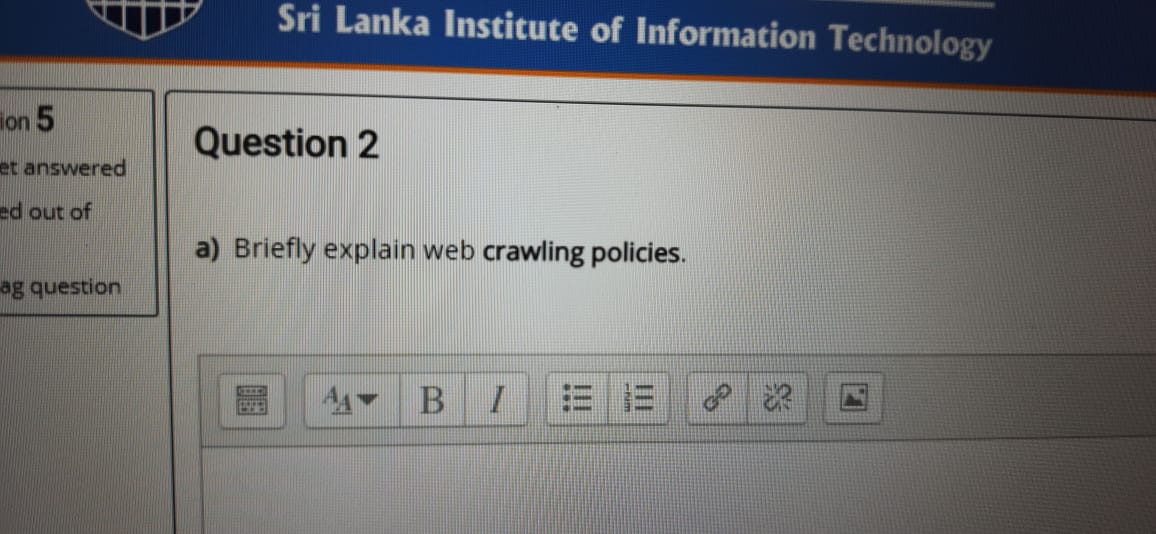 Sri Lanka Institute of Information Technology
ion 5
et answered
ed out of
ag question
Question 2
a) Briefly explain web crawling policies.
B I